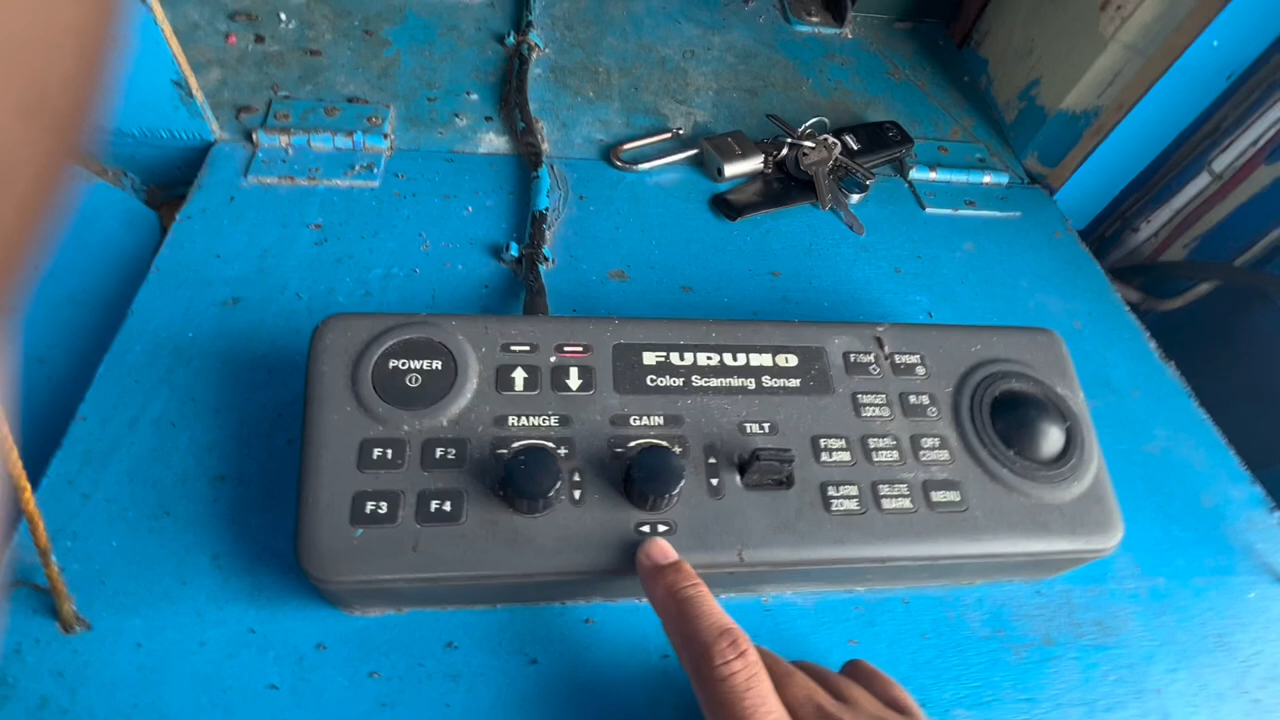 POWER
FURUNO
Color Scanning Sonar
FISH
EVENT
TARGET
LOCK
R/B
RANGE
GAIN
TILT
- +
- +
F1
F2
FISH
ALARM
STABI-
LIZER
OFF
CENTER
F3
F4
ALARM
ZONE
DELETE
MARK
MENU